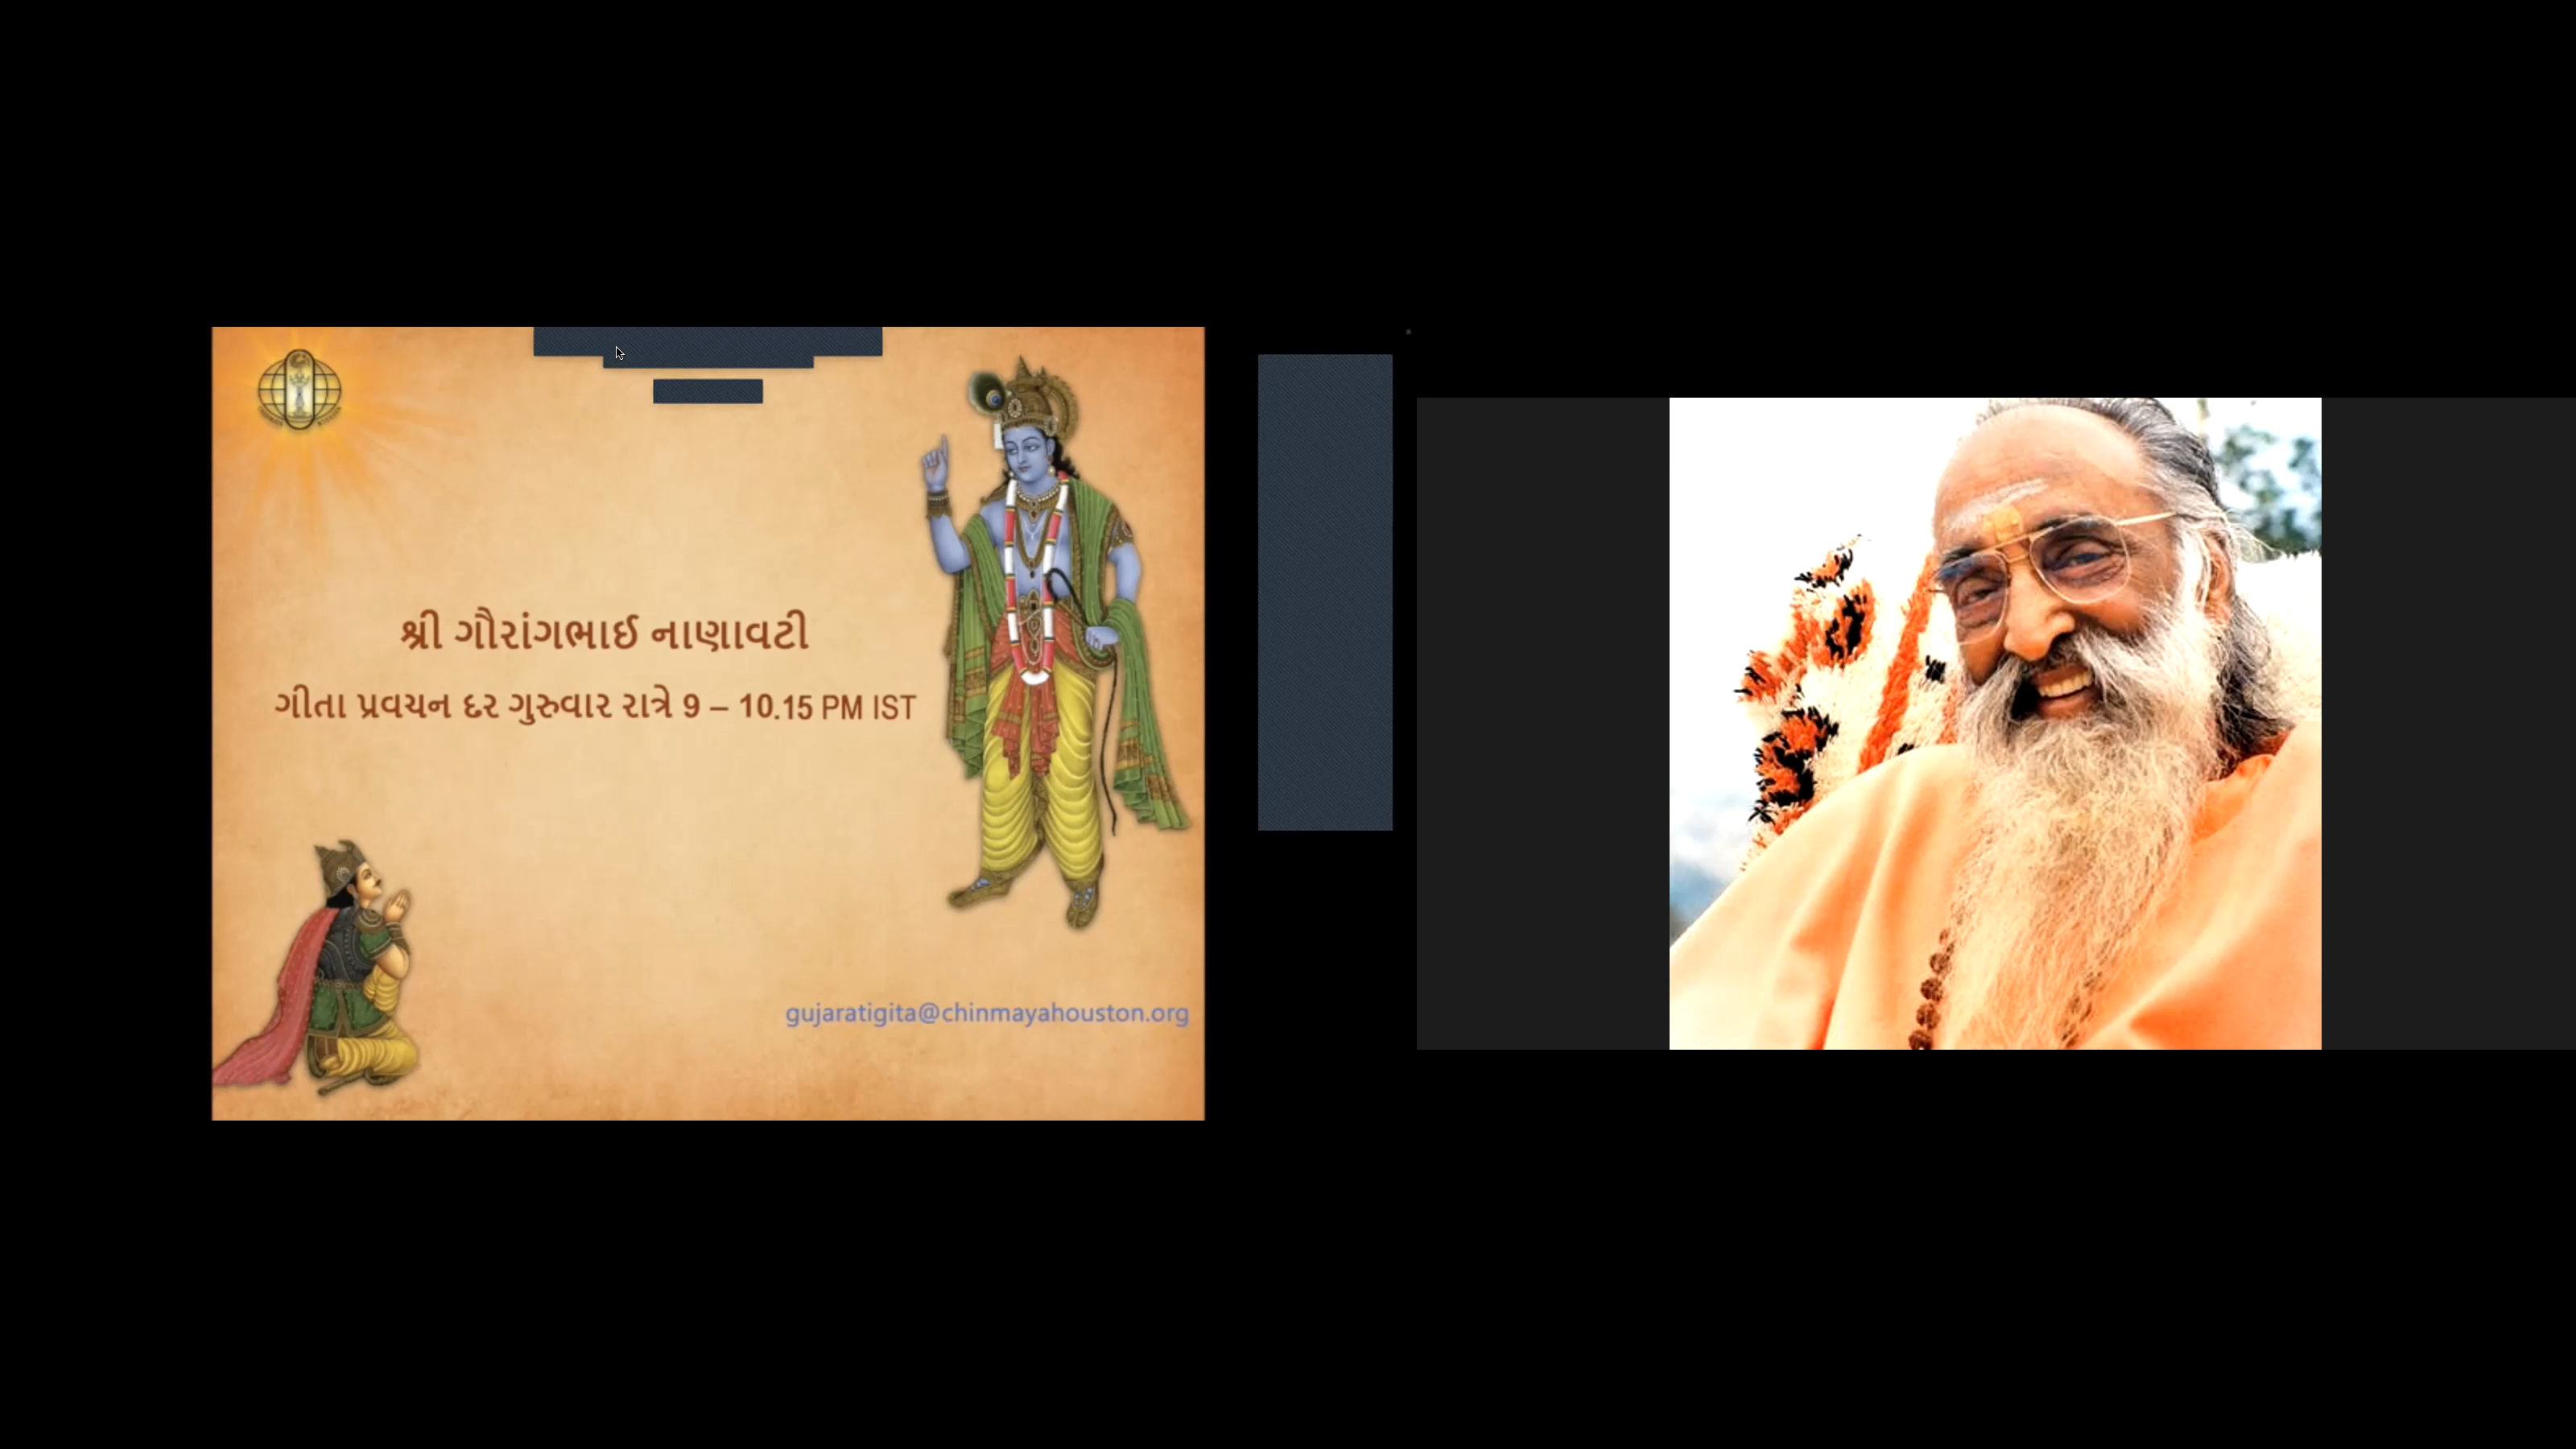 શ્રી ગૌરાંગભાઈ નાણાવટી
ગીતા પ્રવચન દર ગુરુવાર રાત્રે 9 – 10.15 PM IST
gujaratigita@chinmayahouston.org